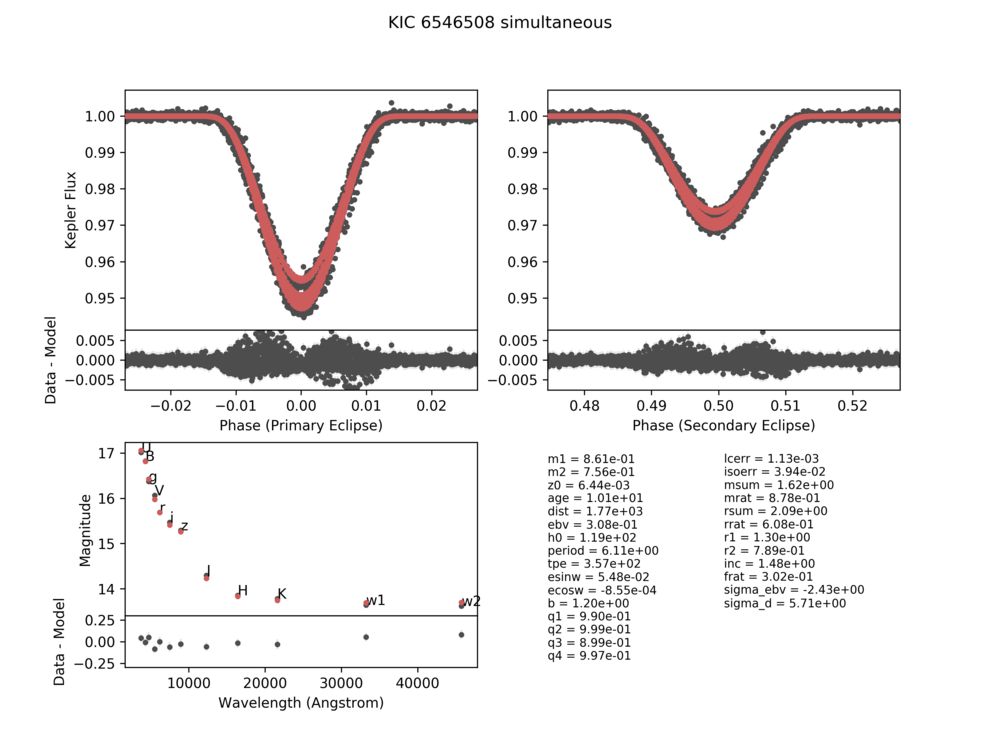 KIC 6546508 simultaneous
1.00
0.99
0.98
0.97
0.96
0.95
Kepler Flux
0.005
0.000
−0.005
Data - Model
−0.02 −0.01 0.00 0.01 0.02
Phase (Primary Eclipse)
1.00
0.99
0.98
0.97
0.96
0.95
0.005
0.000
−0.005
0.48 0.49 0.50 0.51 0.52
Phase (Secondary Eclipse)
17
16
15
14
Magnitude
U
B
g
V
r
i
z
J
H
K
w1
w2
0.25
0.00
−0.25
Data - Model
10000 20000 30000 40000
Wavelength (Angstrom)
m1 = 8.61e-01
m2 = 7.56e-01
z0 = 6.44e-03
age = 1.01e+01
dist = 1.77e+03
ebv = 3.08e-01
h0 = 1.19e+02
period = 6.11e+00
tpe = 3.57e+02
esinw = 5.48e-02
ecosw = -8.55e-04
b = 1.20e+00
q1 = 9.90e-01
q2 = 9.99e-01
q3 = 8.99e-01
q4 = 9.97e-01
lcerr = 1.13e-03
isoerr = 3.94e-02
msum = 1.62e+00
mrat = 8.78e-01
rsum = 2.09e+00
rrat = 6.08e-01
r1 = 1.30e+00
r2 = 7.89e-01
inc = 1.48e+00
frat = 3.02e-01
sigma_ebv = -2.43e+00
sigma_d = 5.71e+00